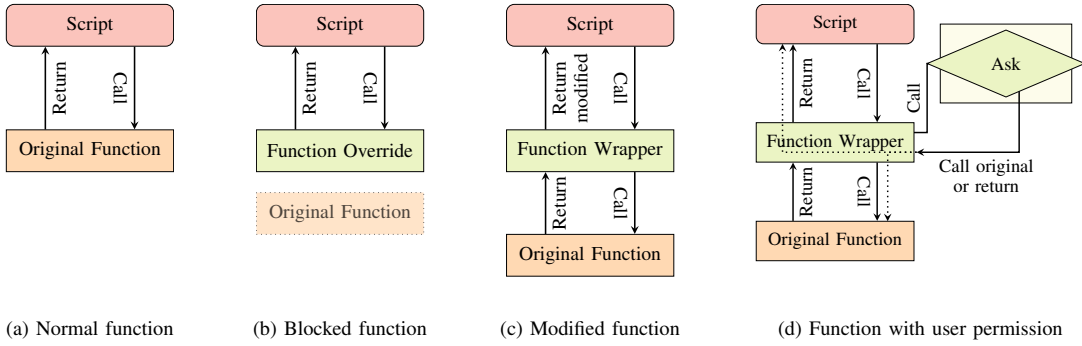 Script
Return
Call
Original Function
(a) Normal function
Script
Return
Call
Function Override
Original Function
(b) Blocked function
Script
Return
modified
Call
Function Wrapper
Return
Call
Original Function
(c) Modified function
Script
Return
Call
Call
Ask
Function Wrapper
Call original
or return
Return
Call
Original Function
(d) Function with user permission